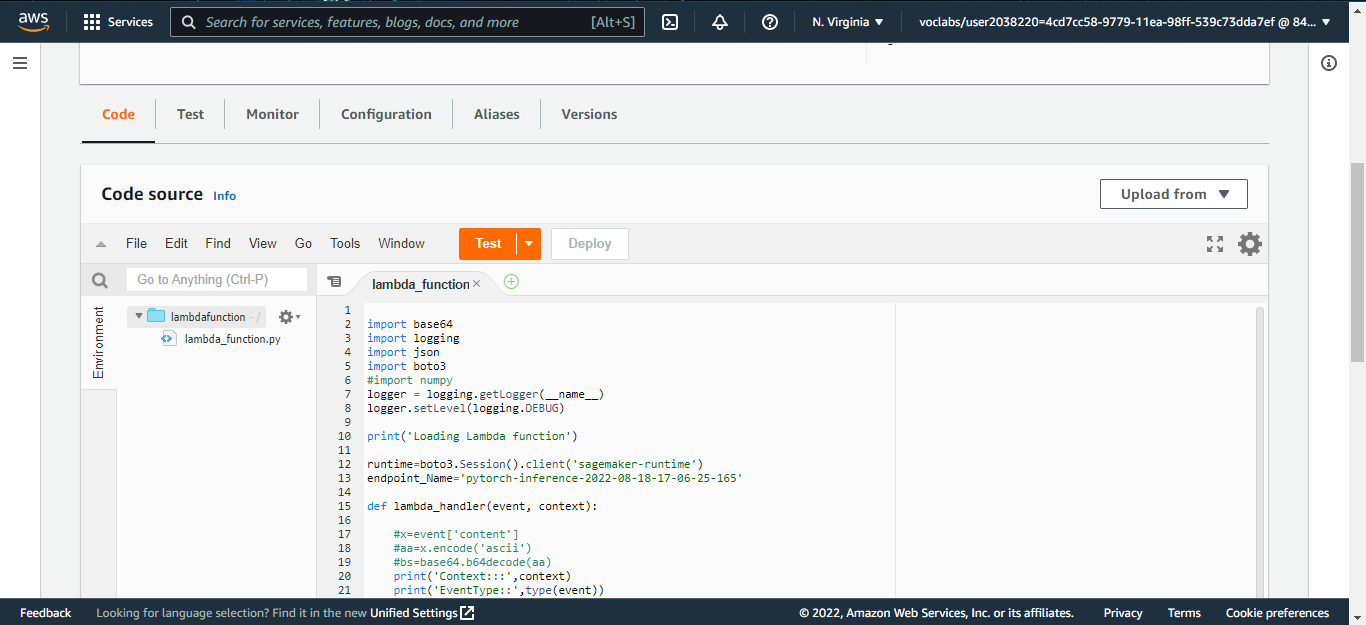 aws Services Search for services, features, blogs, docs, and more [Alt+S] N. Virginia voclabs/user2038220=4cd7cc58-9779-11ea-98ff-539c73dda7ef @ 84...
Code Test Monitor Configuration Aliases Versions
Code source Info Upload from
File Edit Find View Go Tools Window Test Deploy
Go to Anything (Ctrl-P) lambda_function
Environment
lambdafunction - /
lambda_function.py
1
2 import base64
3 import logging
4 import json
5 import boto3
6 #import numpy
7 logger = logging.getLogger(__name__)
8 logger.setLevel(logging.DEBUG)
9
10 print('Loading Lambda function')
11
12 runtime=boto3.Session().client('sagemaker-runtime')
13 endpoint_Name='pytorch-inference-2022-08-18-17-06-25-165'
14
15 def lambda_handler(event, context):
16
17 #x=event['content']
18 #aa=x.encode('ascii')
19 #bs=base64.b64decode(aa)
20 print('Context:::',context)
21 print('EventType::',type(event))
Feedback Looking for language selection? Find it in the new Unified Settings © 2022, Amazon Web Services, Inc. or its affiliates. Privacy Terms Cookie preferences